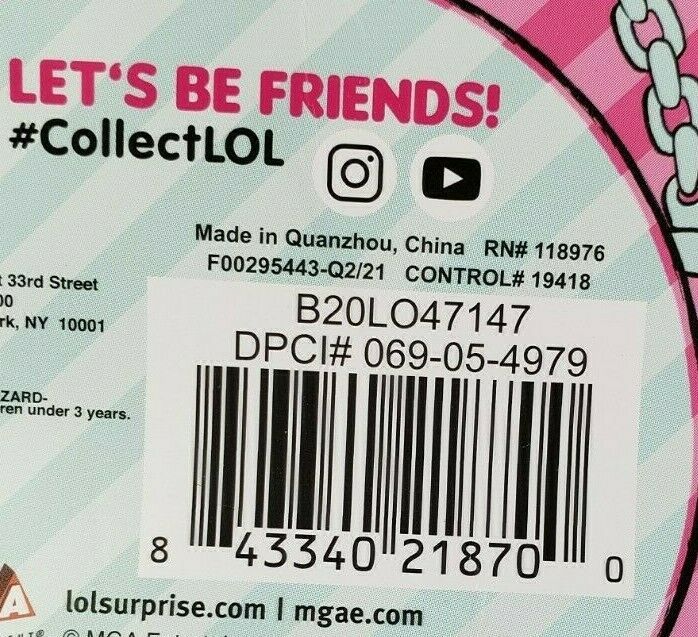 LET'S BE FRIENDS!
#CollectLOL
Made in Quanzhou, China RN# 118976
F00295443-Q2/21 CONTROL# 19418
33rd Street
NY 10001
B20LO47147
DPCI# 069-05-4979
under 3 years.
8 43340 21870 0
lolsurprise.com | mgae.com
© MGA